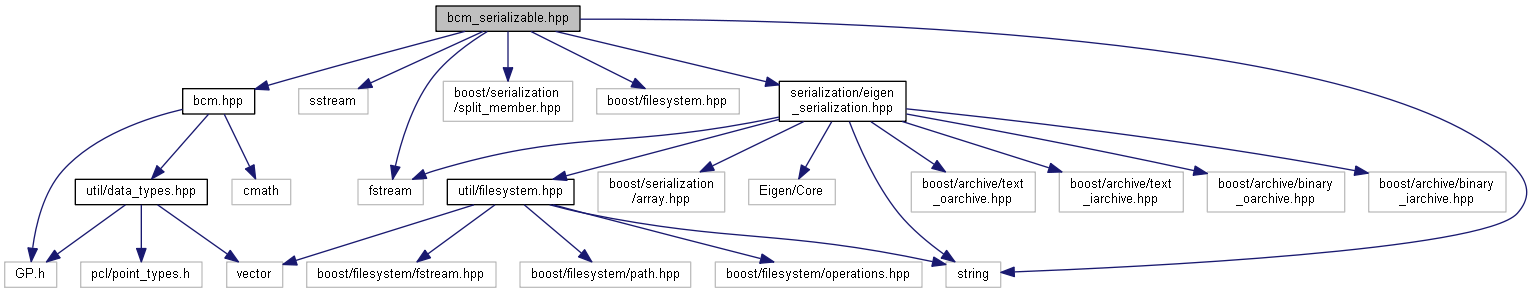 bcm_serializable.hpp
bcm.hpp
sstream
boost/serialization
/split_member.hpp
boost/filesystem.hpp
serialization/eigen
_serialization.hpp
util/data_types.hpp
cmath
fstream
util/filesystem.hpp
boost/serialization
/array.hpp
Eigen/Core
boost/archive/text
_oarchive.hpp
boost/archive/text
_iarchive.hpp
boost/archive/binary
_oarchive.hpp
boost/archive/binary
_iarchive.hpp
GP.h
pcl/point_types.h
vector
boost/filesystem/fstream.hpp
boost/filesystem/path.hpp
boost/filesystem/operations.hpp
string